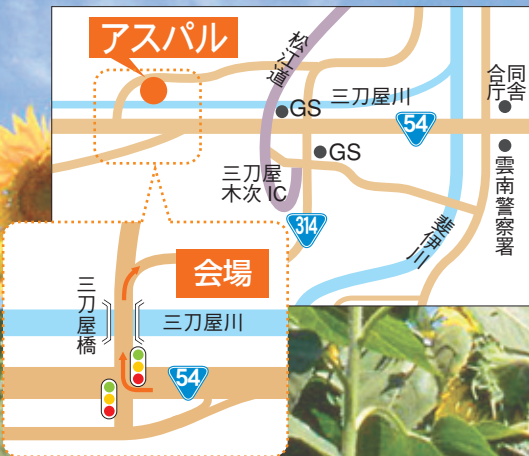 アスパル
松江道
三刀屋川
合同庁舎
GS
54
GS
三刀屋
木次IC
雲南警察署
314
斐伊川
会場
三刀屋橋
三刀屋川
54